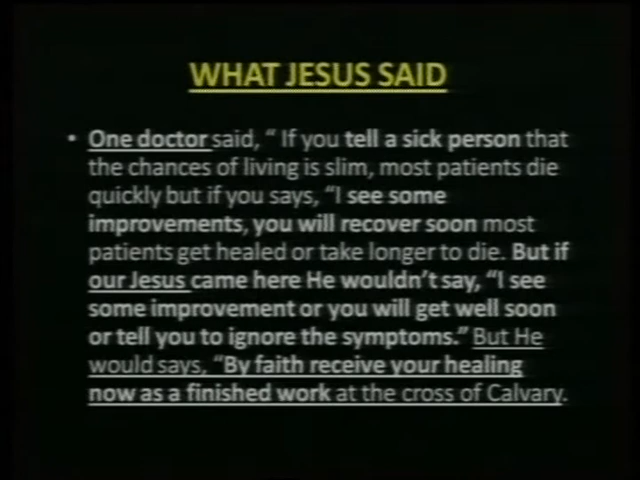 WHAT JESUS SAID
• One doctor said, “ If you tell a sick person that
the chances of living is slim, most patients die
quickly but if you says, “I see some
improvements, you will recover soon most
patients get healed or take longer to die. But if
our Jesus came here He wouldn’t say, “I see
some improvement or you will get well soon
or tell you to ignore the symptoms.” But He
would says, “By faith receive your healing
now as a finished work at the cross of Calvary.